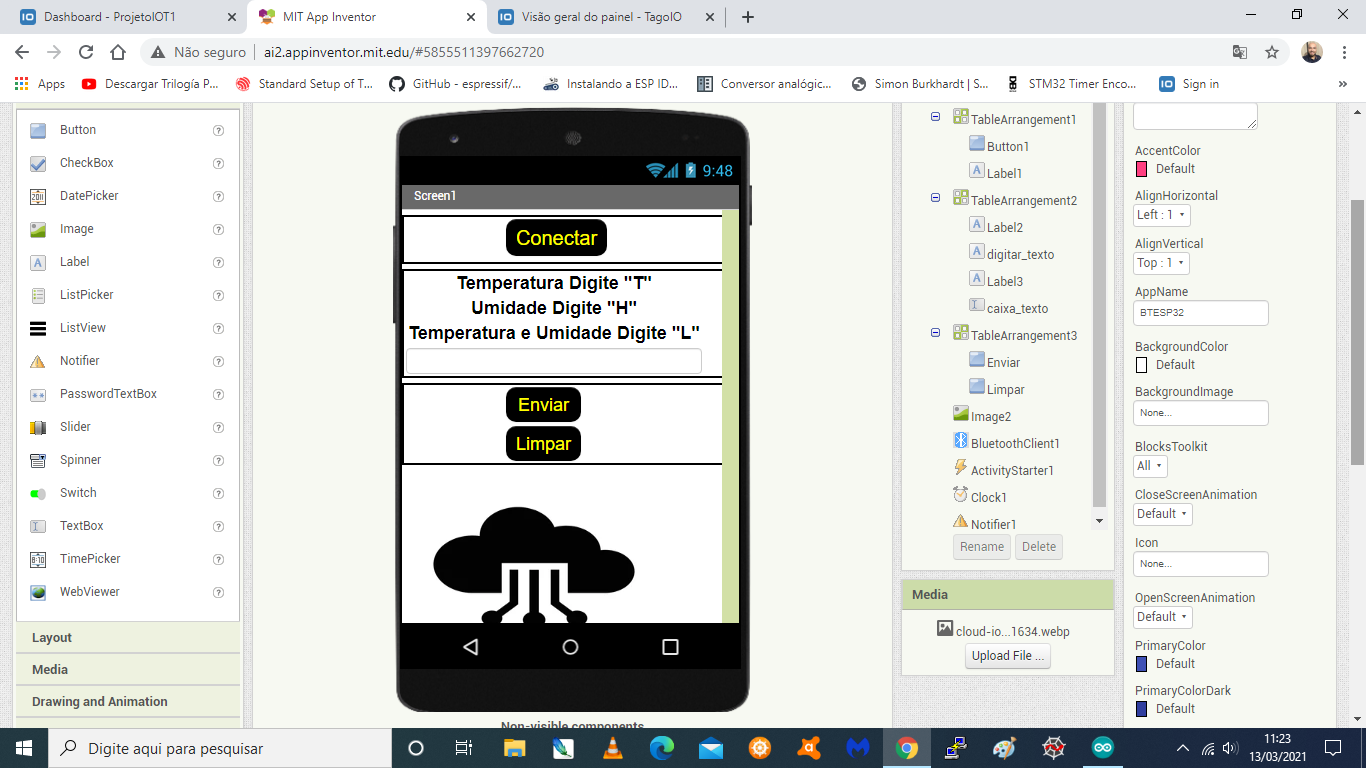 Dashboard - ProjetoIOT1
MIT App Inventor
Visão geral do painel - TagoIO
Não seguro
ai2.appinventor.mit.edu/#5855511397662720
Apps
Descargar Trilogía P...
Standard Setup of T...
GitHub - espressif/...
Instalando a ESP ID...
Conversor analógic...
Simon Burkhardt | S...
STM32 Timer Enco...
Sign in
»
Button
CheckBox
DatePicker
Image
Label
ListPicker
ListView
Notifier
PasswordTextBox
Slider
Spinner
Switch
TextBox
TimePicker
WebViewer
Layout
Media
Drawing and Animation
9:48
Screen1
Conectar
Temperatura Digite "T"
Umidade Digite "H"
Temperatura e Umidade Digite "L"
Enviar
Limpar
Non-visible components
TableArrangement1
Button1
Label1
TableArrangement2
Label2
digitar_texto
Label3
caixa_texto
TableArrangement3
Enviar
Limpar
Image2
BluetoothClient1
ActivityStarter1
Clock1
Notifier1
Rename Delete
Media
cloud-io...1634.webp
Upload File ...
AccentColor
Default
AlignHorizontal
Left : 1
AlignVertical
Top : 1
AppName
BTESP32
BackgroundColor
Default
BackgroundImage
None...
BlocksToolkit
All
CloseScreenAnimation
Default
Icon
None...
OpenScreenAnimation
Default
PrimaryColor
Default
PrimaryColorDark
Default
Digite aqui para pesquisar
11:23
13/03/2021